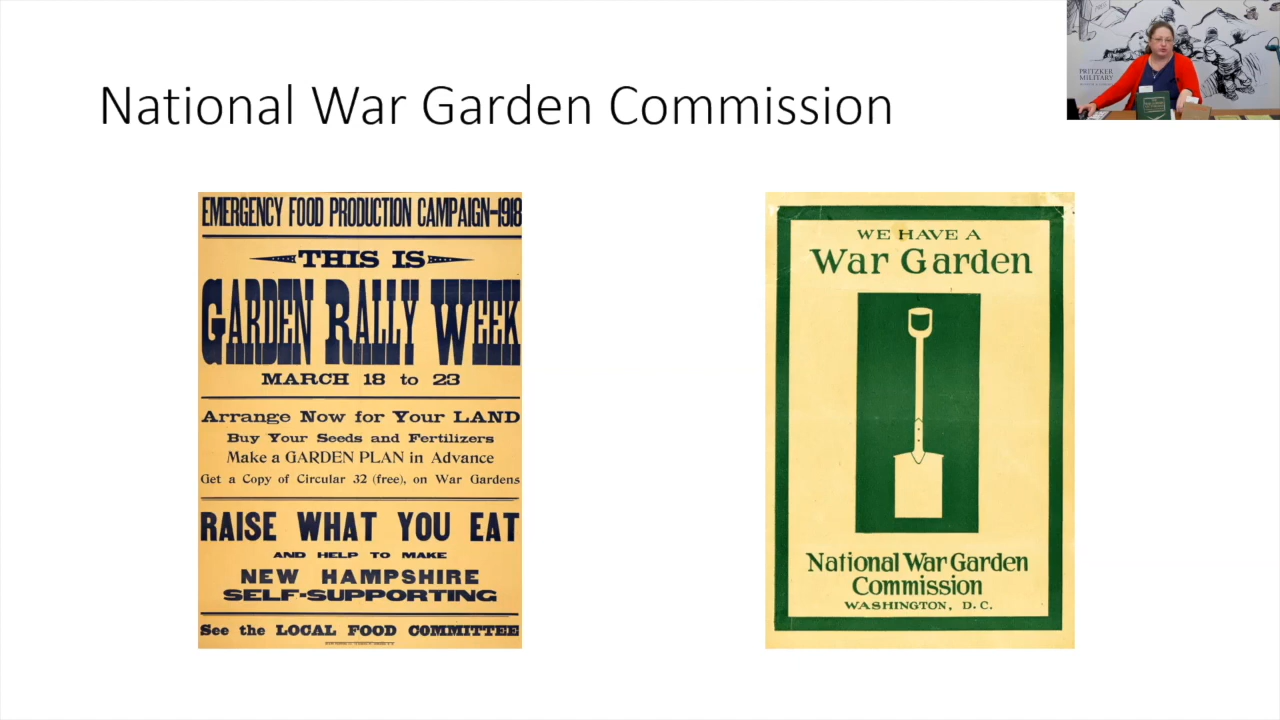 National War Garden Commission
PRITZKER
MILITARY
EMERGENCY FOOD PRODUCTION CAMPAIGN-1918
THIS IS
GARDEN RALLY WEEK
MARCH 18 to 23
Arrange Now for Your LAND
Buy Your Seeds and Fertilizers
Make a GARDEN PLAN in Advance
Get a Copy of Circular 32 (free), on War Gardens
RAISE WHAT YOU EAT
AND HELP TO MAKE
NEW HAMPSHIRE
SELF-SUPPORTING
See the LOCAL FOOD COMMITTEE
WE HAVE A
War Garden
National War Garden
Commission
WASHINGTON, D.C.